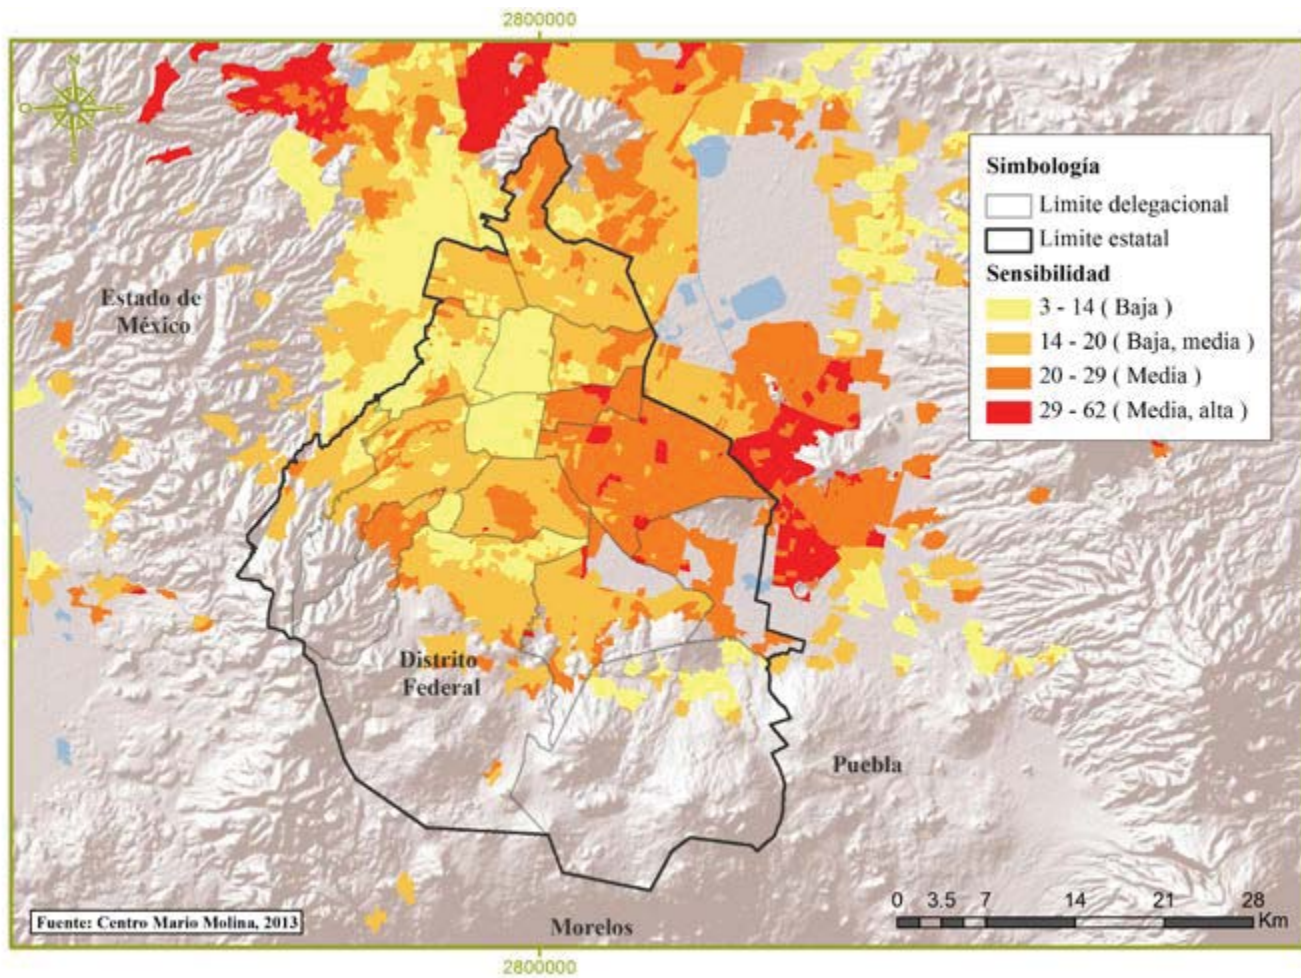 2800000
N
S
Simbología
Límite delegacional
Límite estatal
Sensibilidad
3 - 14 ( Baja )
14 - 20 ( Baja, media )
20 - 29 ( Media )
29 - 62 ( Media, alta )
Estado de
México
Distrito
Federal
Puebla
Morelos
0 3.5 7 14 21 28
Km
Fuente: Centro Mario Molina, 2013
2800000